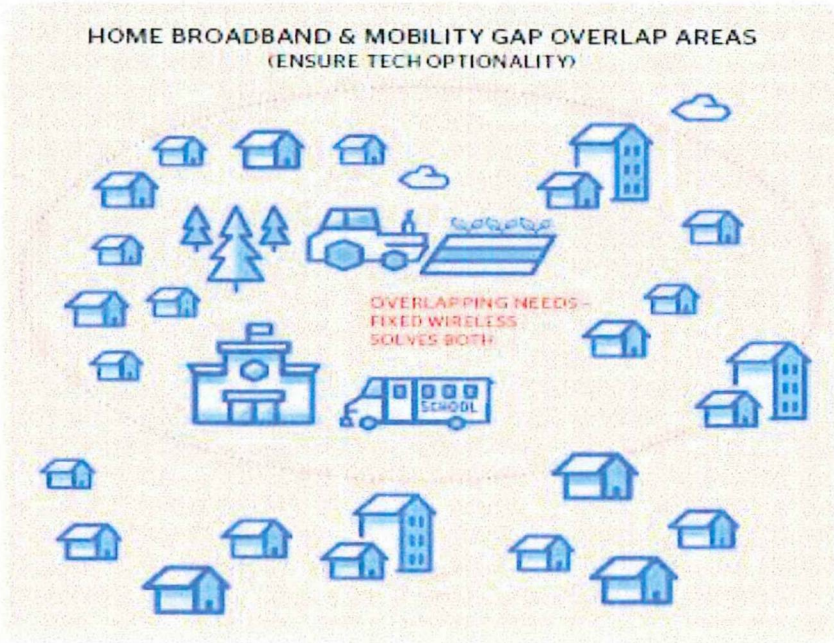 HOME BROADBAND & MOBILITY GAP OVERLAP AREAS
(ENSURE TECH OPTIONALITY)
OVERLAPPING NEEDS –
FIXED WIRELESS
SOLVES BOTH
SCHOOL